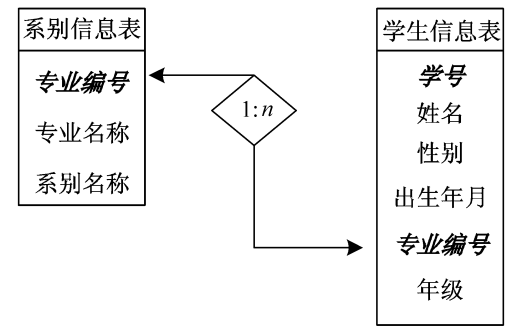 系别信息表
专业编号
专业名称
系别名称
1:n
学生信息表
学号
姓名
性别
出生年月
专业编号
年级